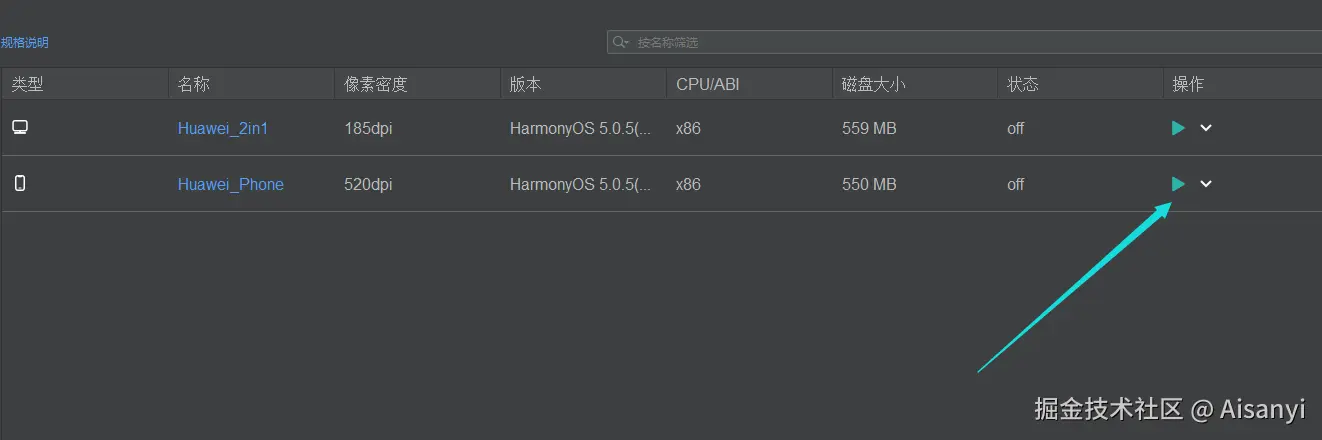 规格说明
按名称筛选
类型 名称 像素密度 版本 CPU/ABI 磁盘大小 状态 操作
Huawei_2in1 185dpi HarmonyOS 5.0.5(... x86 559 MB off
Huawei_Phone 520dpi HarmonyOS 5.0.5(... x86 550 MB off
掘金技术社区 @ Aisanyi